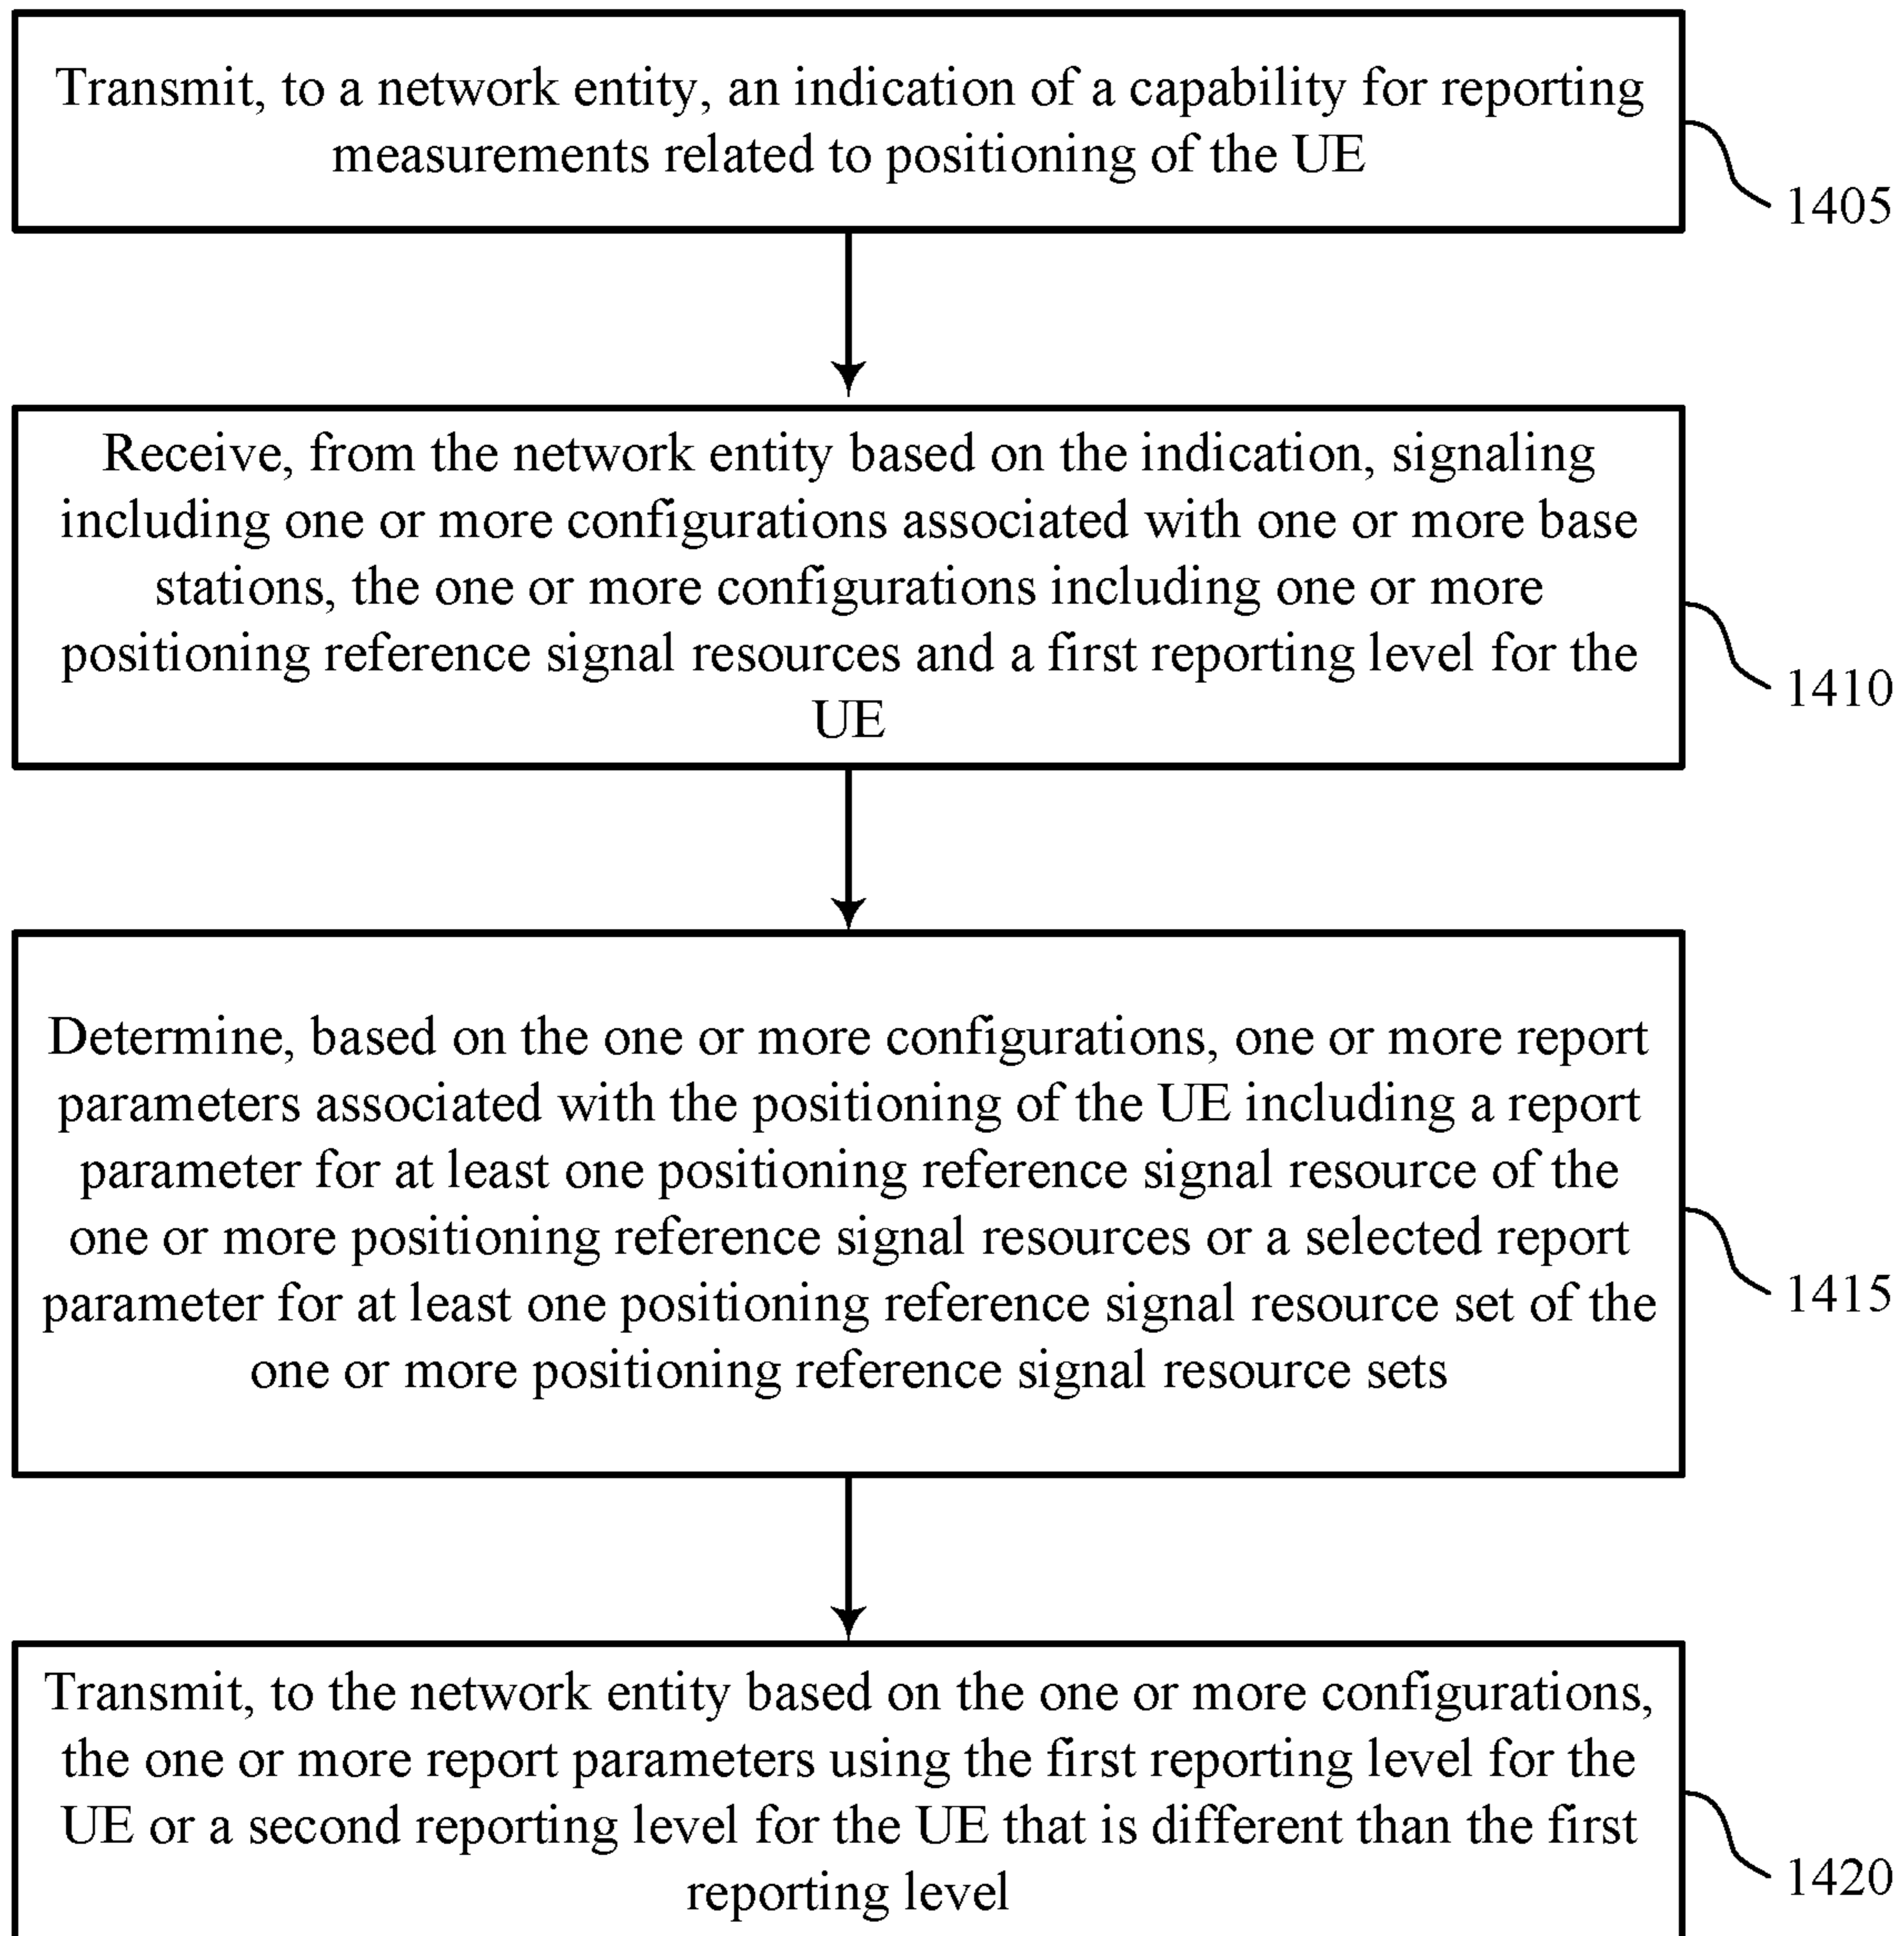 Transmit, to a network entity, an indication of a capability for reporting
measurements related to positioning of the UE
1405
Receive, from the network entity based on the indication, signaling
including one or more configurations associated with one or more base
stations, the one or more configurations including one or more
positioning reference signal resources and a first reporting level for the
UE
1410
Determine, based on the one or more configurations, one or more report
parameters associated with the positioning of the UE including a report
parameter for at least one positioning reference signal resource of the
one or more positioning reference signal resources or a selected report
parameter for at least one positioning reference signal resource set of the
one or more positioning reference signal resource sets
1415
Transmit, to the network entity based on the one or more configurations,
the one or more report parameters using the first reporting level for the
UE or a second reporting level for the UE that is different than the first
reporting level
1420